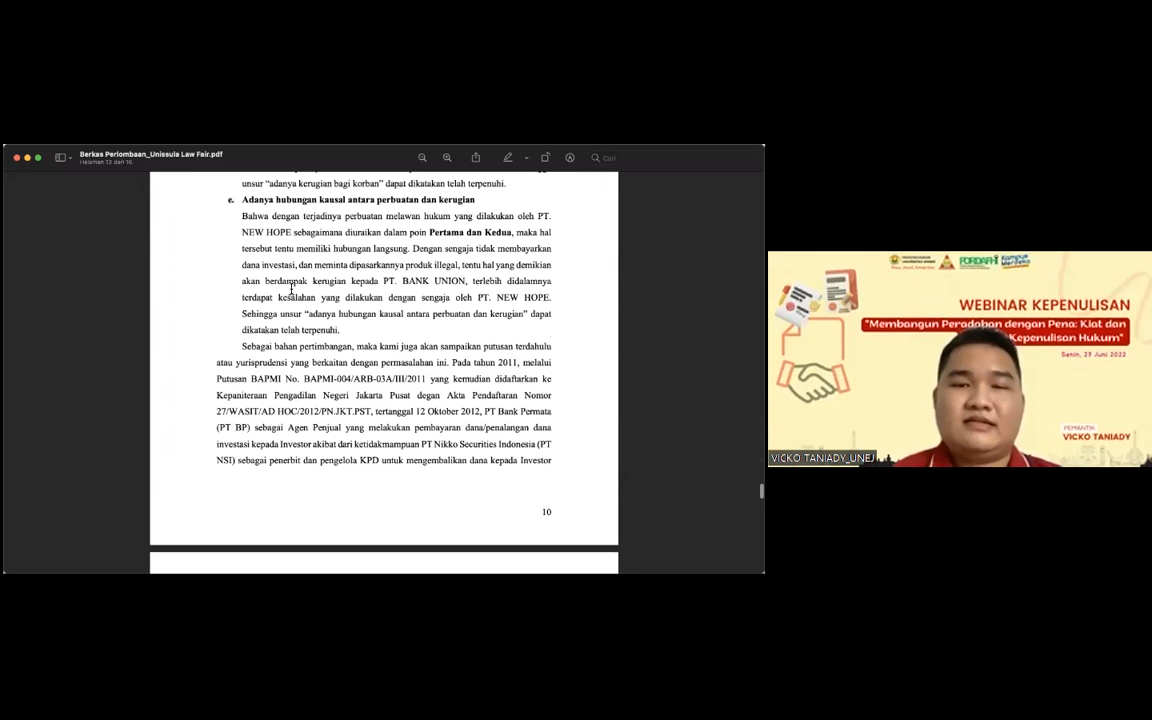 Berkas Perlombaan_Unissula Law Fair.pdf
Halaman 13 dari 16
Cari
unsur “adanya kerugian bagi korban” dapat dikatakan telah terpenuhi.
e. Adanya hubungan kausal antara perbuatan dan kerugian
Bahwa dengan terjadinya perbuatan melawan hukum yang dilakukan oleh PT.
NEW HOPE sebagaimana diuraikan dalam poin Pertama dan Kedua, maka hal
tersebut tentu memiliki hubungan langsung. Dengan sengaja tidak membayarkan
dana investasi, dan meminta dipasarkannya produk illegal, tentu hal yang demikian
akan berdampak kerugian kepada PT. BANK UNION, terlebih didalamnya
terdapat kesalahan yang dilakukan dengan sengaja oleh PT. NEW HOPE.
Sehingga unsur “adanya hubungan kausal antara perbuatan dan kerugian” dapat
dikatakan telah terpenuhi.
Sebagai bahan pertimbangan, maka kami juga akan sampaikan putusan terdahulu
atau yurisprudensi yang berkaitan dengan permasalahan ini. Pada tahun 2011, melalui
Putusan BAPMI No. BAPMI-004/ARB-03A/III/2011 yang kemudian didaftarkan ke
Kepaniteraan Pengadilan Negeri Jakarta Pusat degan Akta Pendaftaran Nomor
27/WASIT/AD HOC/2012/PN.JKT.PST, tertanggal 12 Oktober 2012, PT Bank Permata
(PT BP) sebagai Agen Penjual yang melakukan pembayaran dana/penalangan dana
investasi kepada Investor akibat dari ketidakmampuan PT Nikko Securities Indonesia (PT
NSI) sebagai penerbit dan pengelola KPD untuk mengembalikan dana kepada Investor
10
FORDAFHI
Kampus
Merdeka
WEBINAR KEPENULISAN
"Membangun Peradaban dengan Pena: Kiat dan
Kepenulisan Hukum"
Senin, 27 Juni 2022
PEMANTIK
VICKO TANIADY
VICKO TANIADY_UNEJ